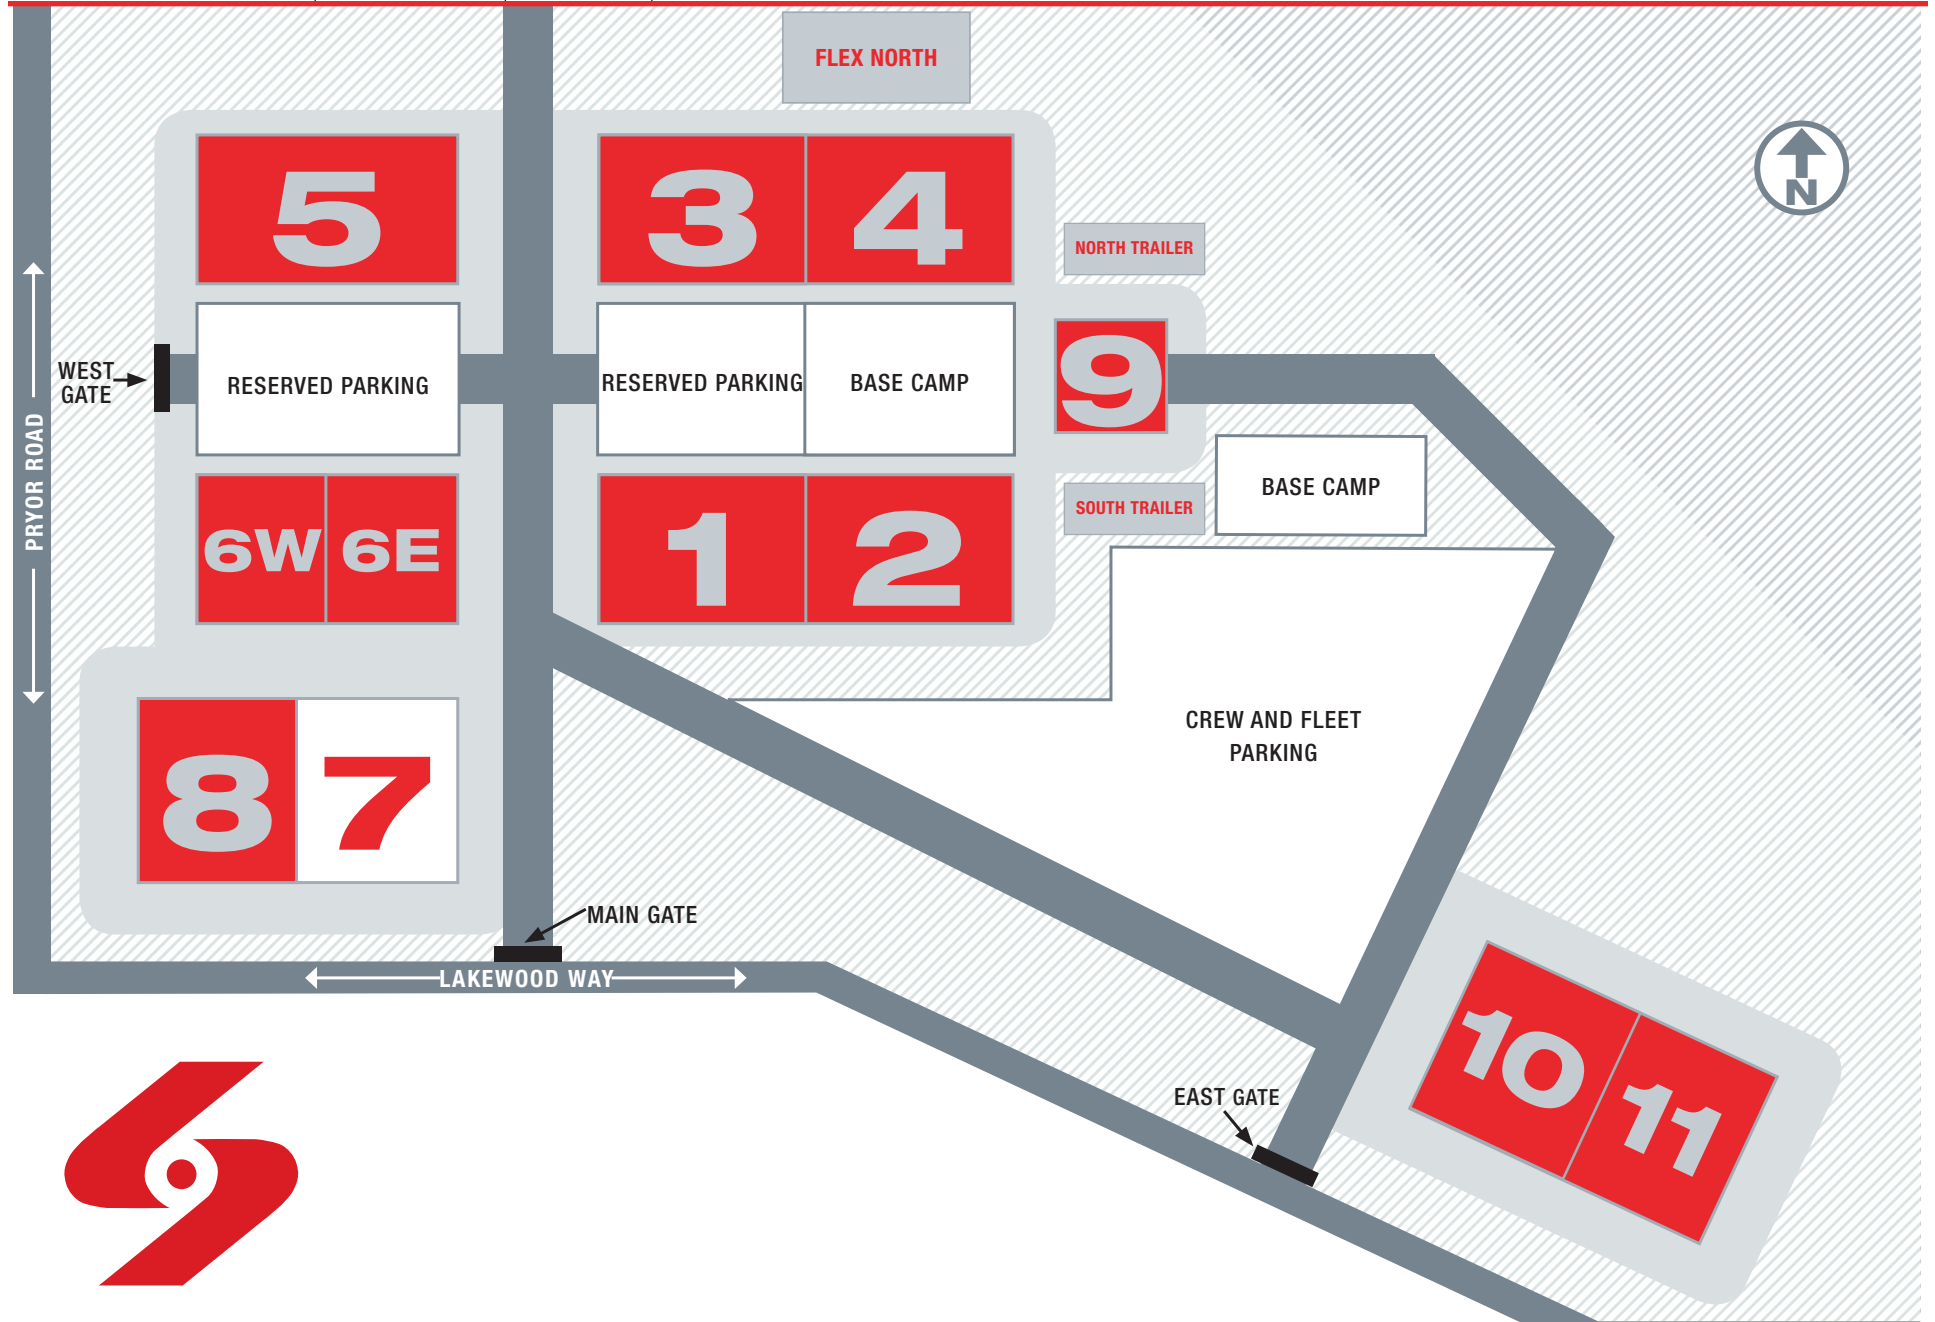 FLEX NORTH
5
3
4
N
NORTH TRAILER
WEST
GATE
RESERVED PARKING
RESERVED PARKING
BASE CAMP
9
PRYOR ROAD
BASE CAMP
SOUTH TRAILER
6W
6E
1
2
CREW AND FLEET
PARKING
8
7
MAIN GATE
LAKEWOOD WAY
10
11
EAST GATE